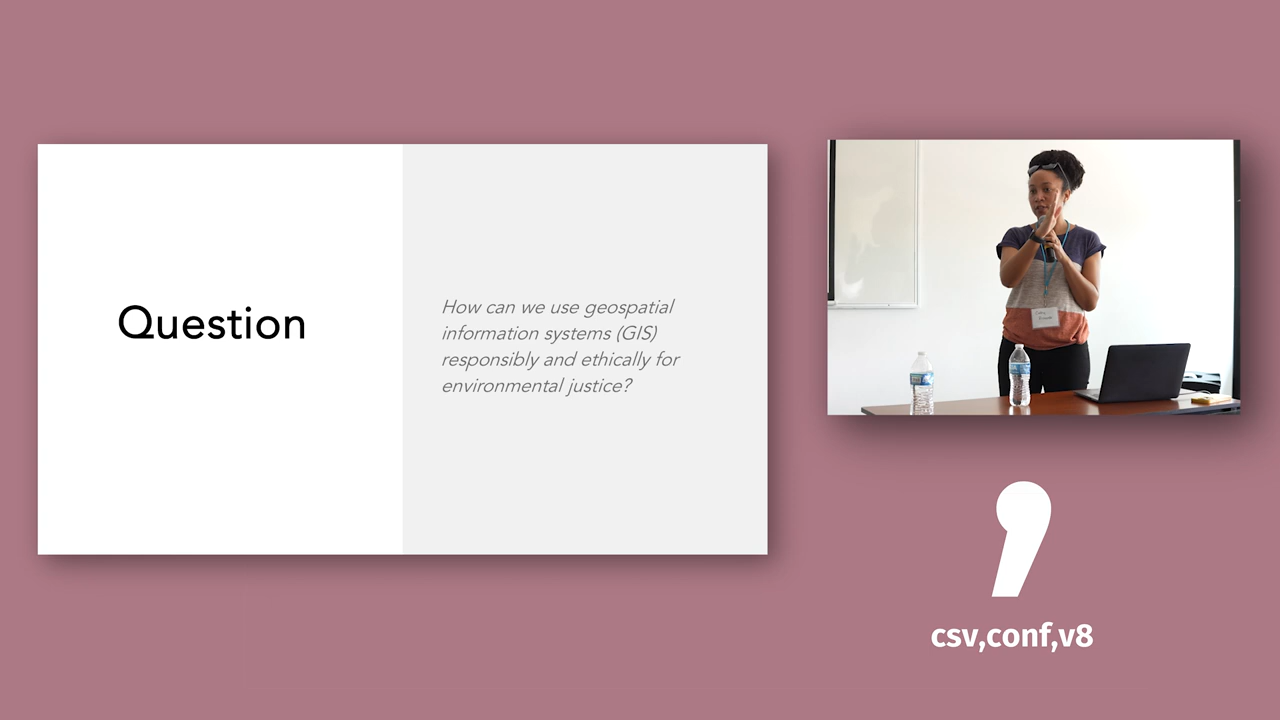 Question
How can we use geospatial
information systems (GIS)
responsibly and ethically for
environmental justice?
csv,conf,v8